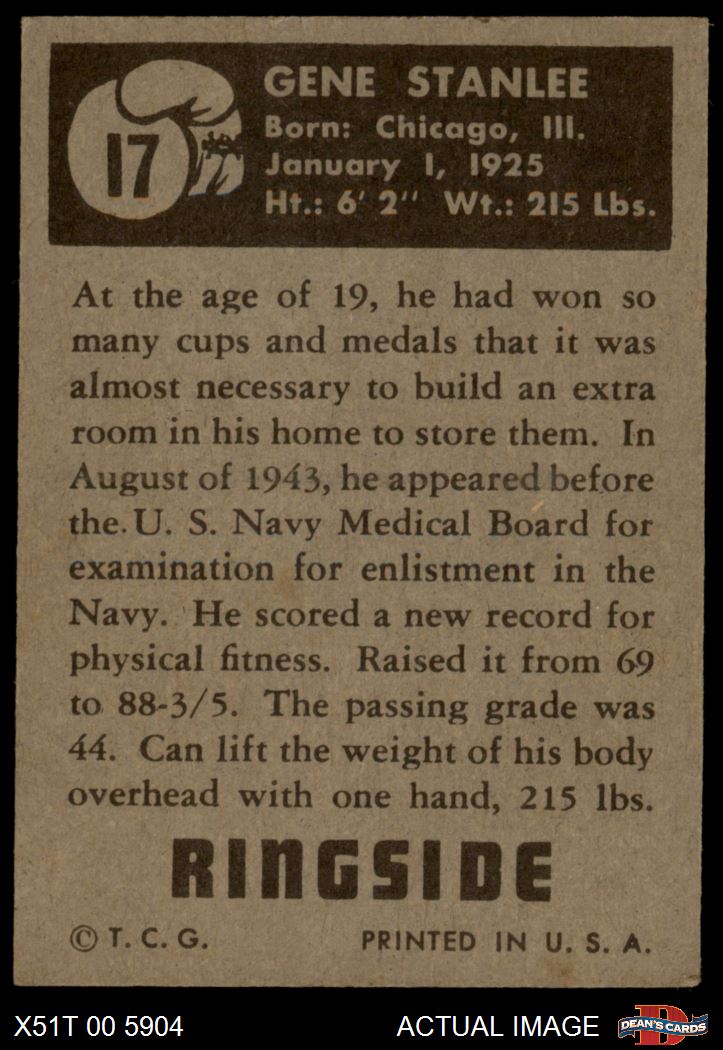 17
GENE STANLEE
Born: Chicago, Ill.
January 1, 1925
Ht.: 6' 2" Wt.: 215 Lbs.
At the age of 19, he had won so
many cups and medals that it was
almost necessary to build an extra
room in his home to store them. In
August of 1943, he appeared before
the U. S. Navy Medical Board for
examination for enlistment in the
Navy. He scored a new record for
physical fitness. Raised it from 69
to 88-3/5. The passing grade was
44. Can lift the weight of his body
overhead with one hand, 215 lbs.
RINGSIDE
© T. C. G. PRINTED IN U. S. A.
X51T 00 5904 ACTUAL IMAGE D DEAN'S CARDS